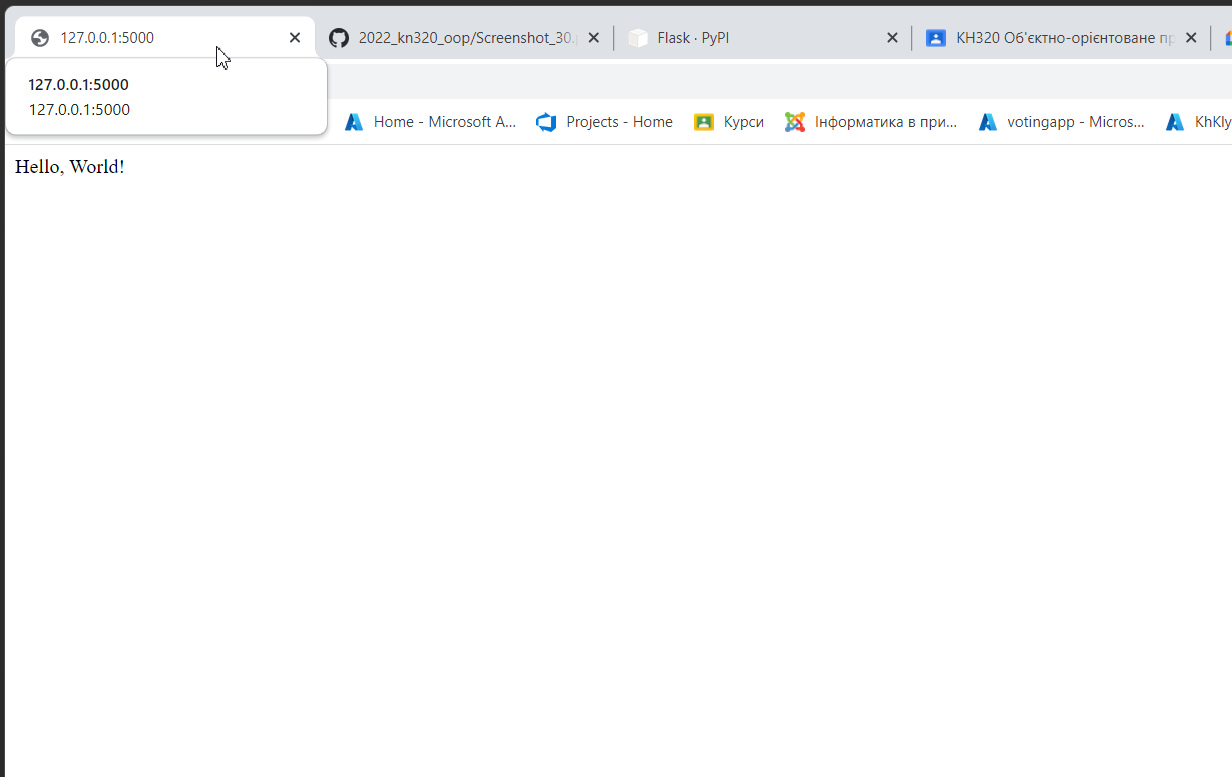 127.0.0.1:5000
2022_kn320_oop/Screenshot_30.
Flask · PyPI
КН320 Об'єктно-орієнтоване пр
127.0.0.1:5000
127.0.0.1:5000
Home - Microsoft A...
Projects - Home
Курси
Інформатика в при...
votingapp - Micros...
KhKly
Hello, World!